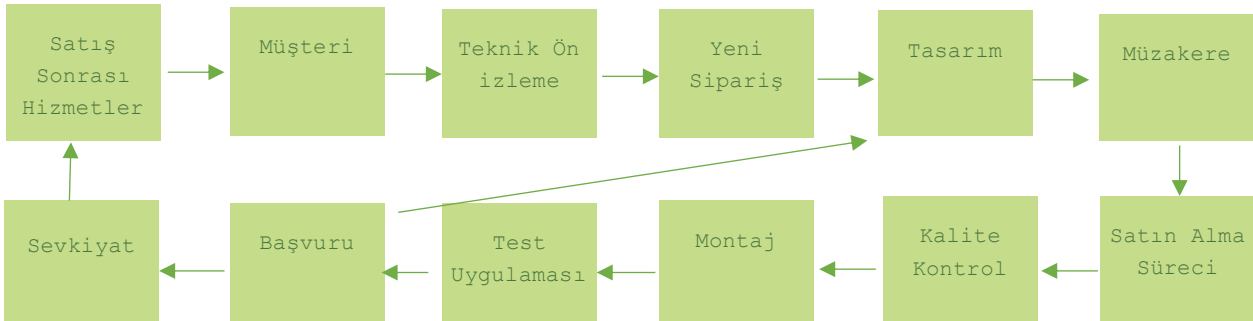 Satış
Sonrası
Hizmetler
Müşteri
Teknik Ön
izleme
Yeni
Sipariş
Tasarım
Müzakere
Sevkiyat
Başvuru
Test
Uygulaması
Montaj
Kalite
Kontrol
Satın Alma
Süreci